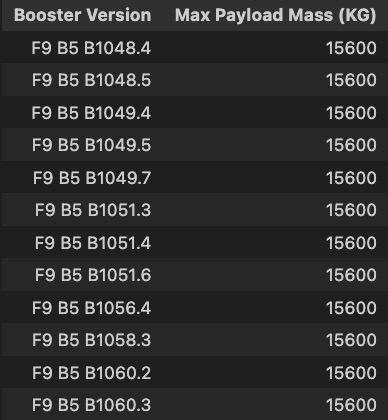 Booster Version Max Payload Mass (KG)
F9 B5 B1048.4 15600
F9 B5 B1048.5 15600
F9 B5 B1049.4 15600
F9 B5 B1049.5 15600
F9 B5 B1049.7 15600
F9 B5 B1051.3 15600
F9 B5 B1051.4 15600
F9 B5 B1051.6 15600
F9 B5 B1056.4 15600
F9 B5 B1058.3 15600
F9 B5 B1060.2 15600
F9 B5 B1060.3 15600